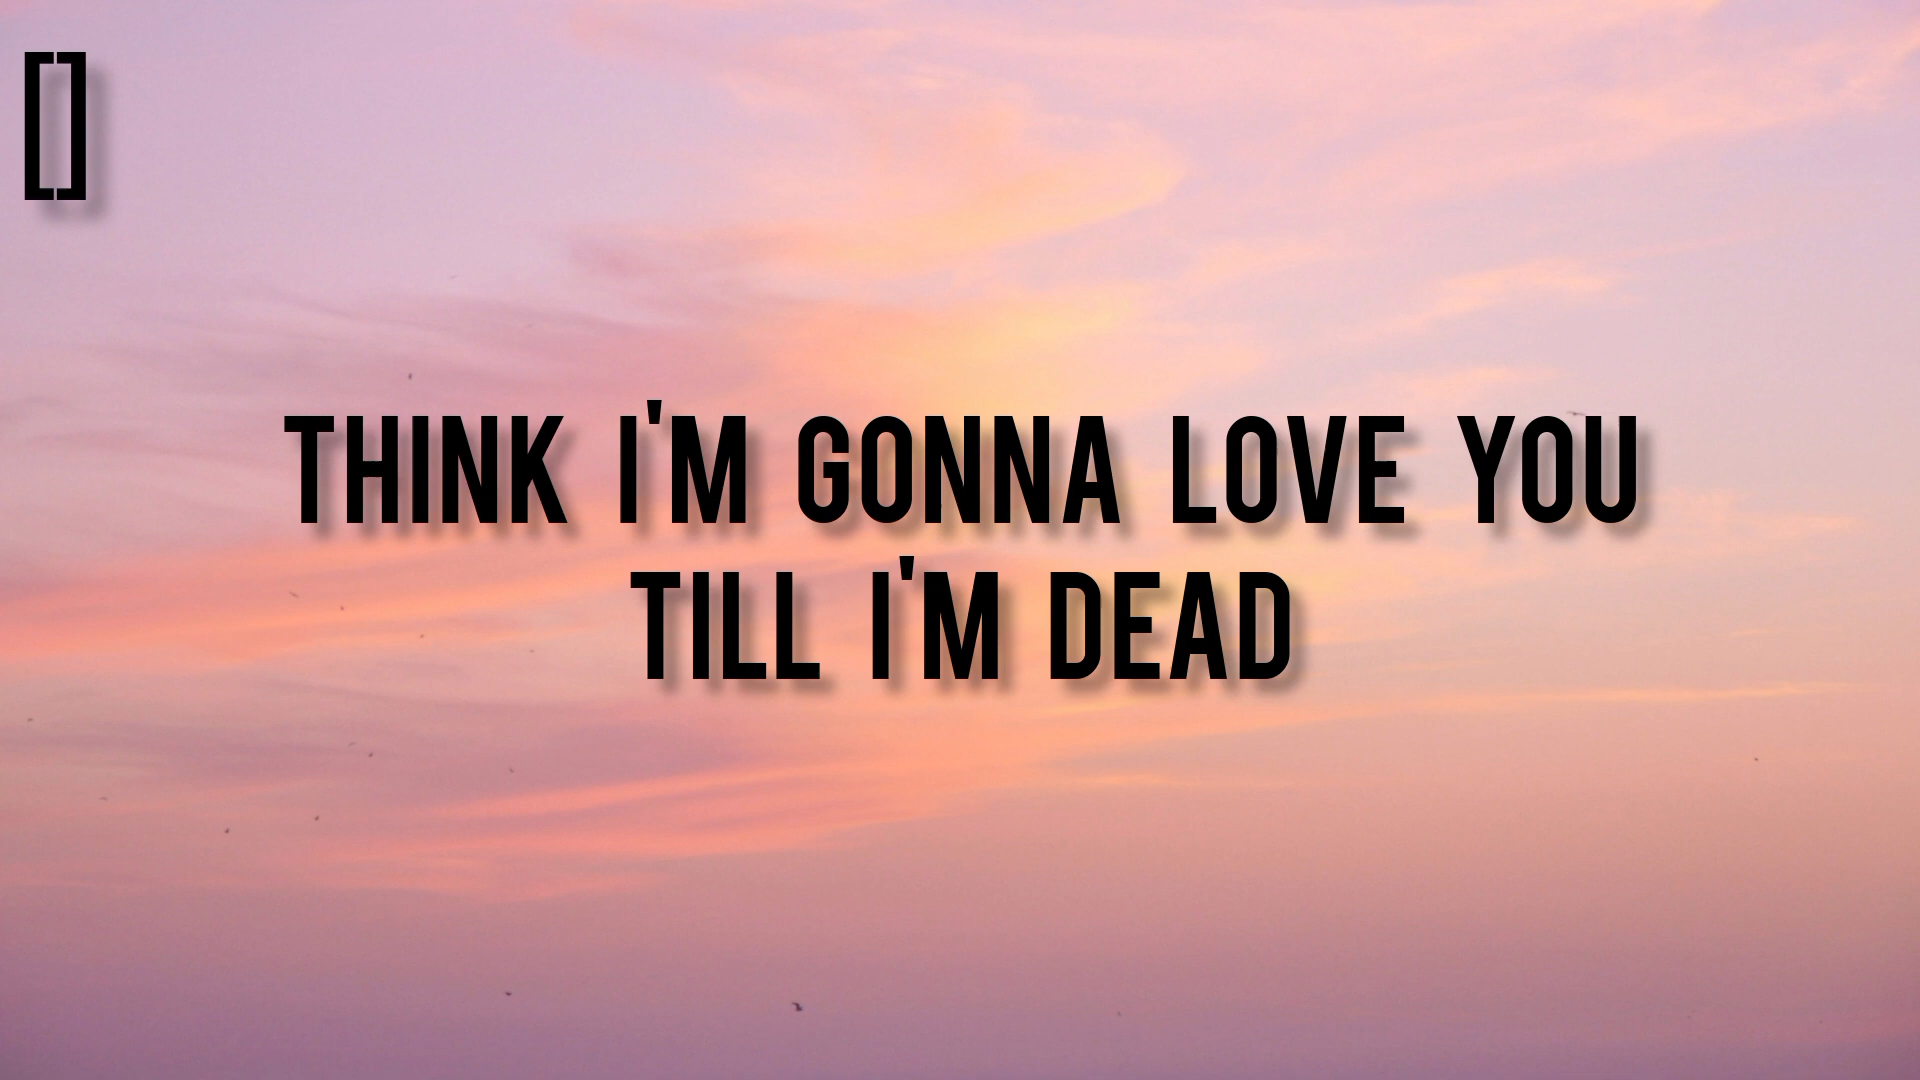 []
THINK I'M GONNA LOVE YOU
TILL I'M DEAD